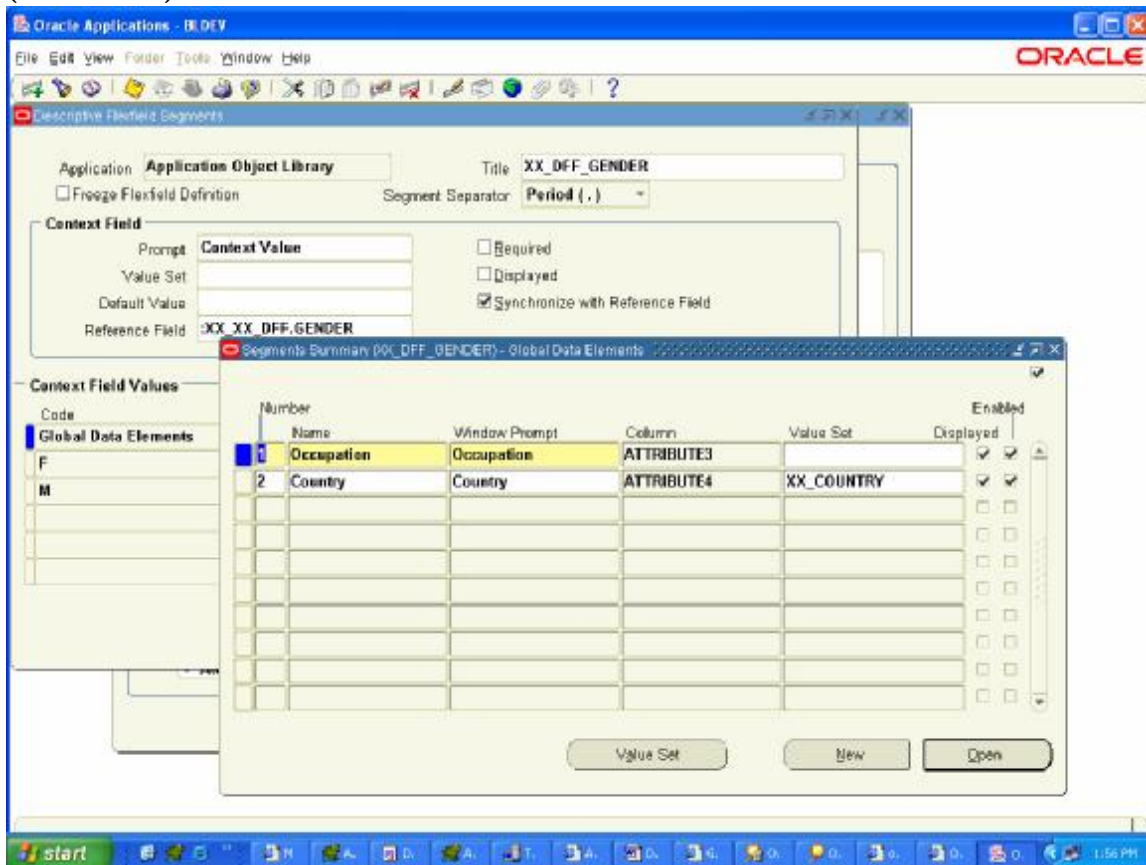 Oracle Applications - BLDEV
File Edit View Folder Tools Window Help
ORACLE
Descriptive Flexfield Segments
Application Application Object Library Title XX_DFF_GENDER
Freeze Flexfield Definition Segment Separator Period (.)
Context Field
Prompt Context Value Required
Value Set Displayed
Default Value Synchronize with Reference Field
Reference Field :XX_XX_DFF.GENDER
Segments Summary (XX_DFF_GENDER) - Global Data Elements
Context Field Values
Code
Global Data Elements
F
M
Number Enabled
Name Window Prompt Column Value Set Displayed
1 Occupation Occupation ATTRIBUTE3
2 Country Country ATTRIBUTE4 XX_COUNTRY
Value Set New Open
start 1:56 PM